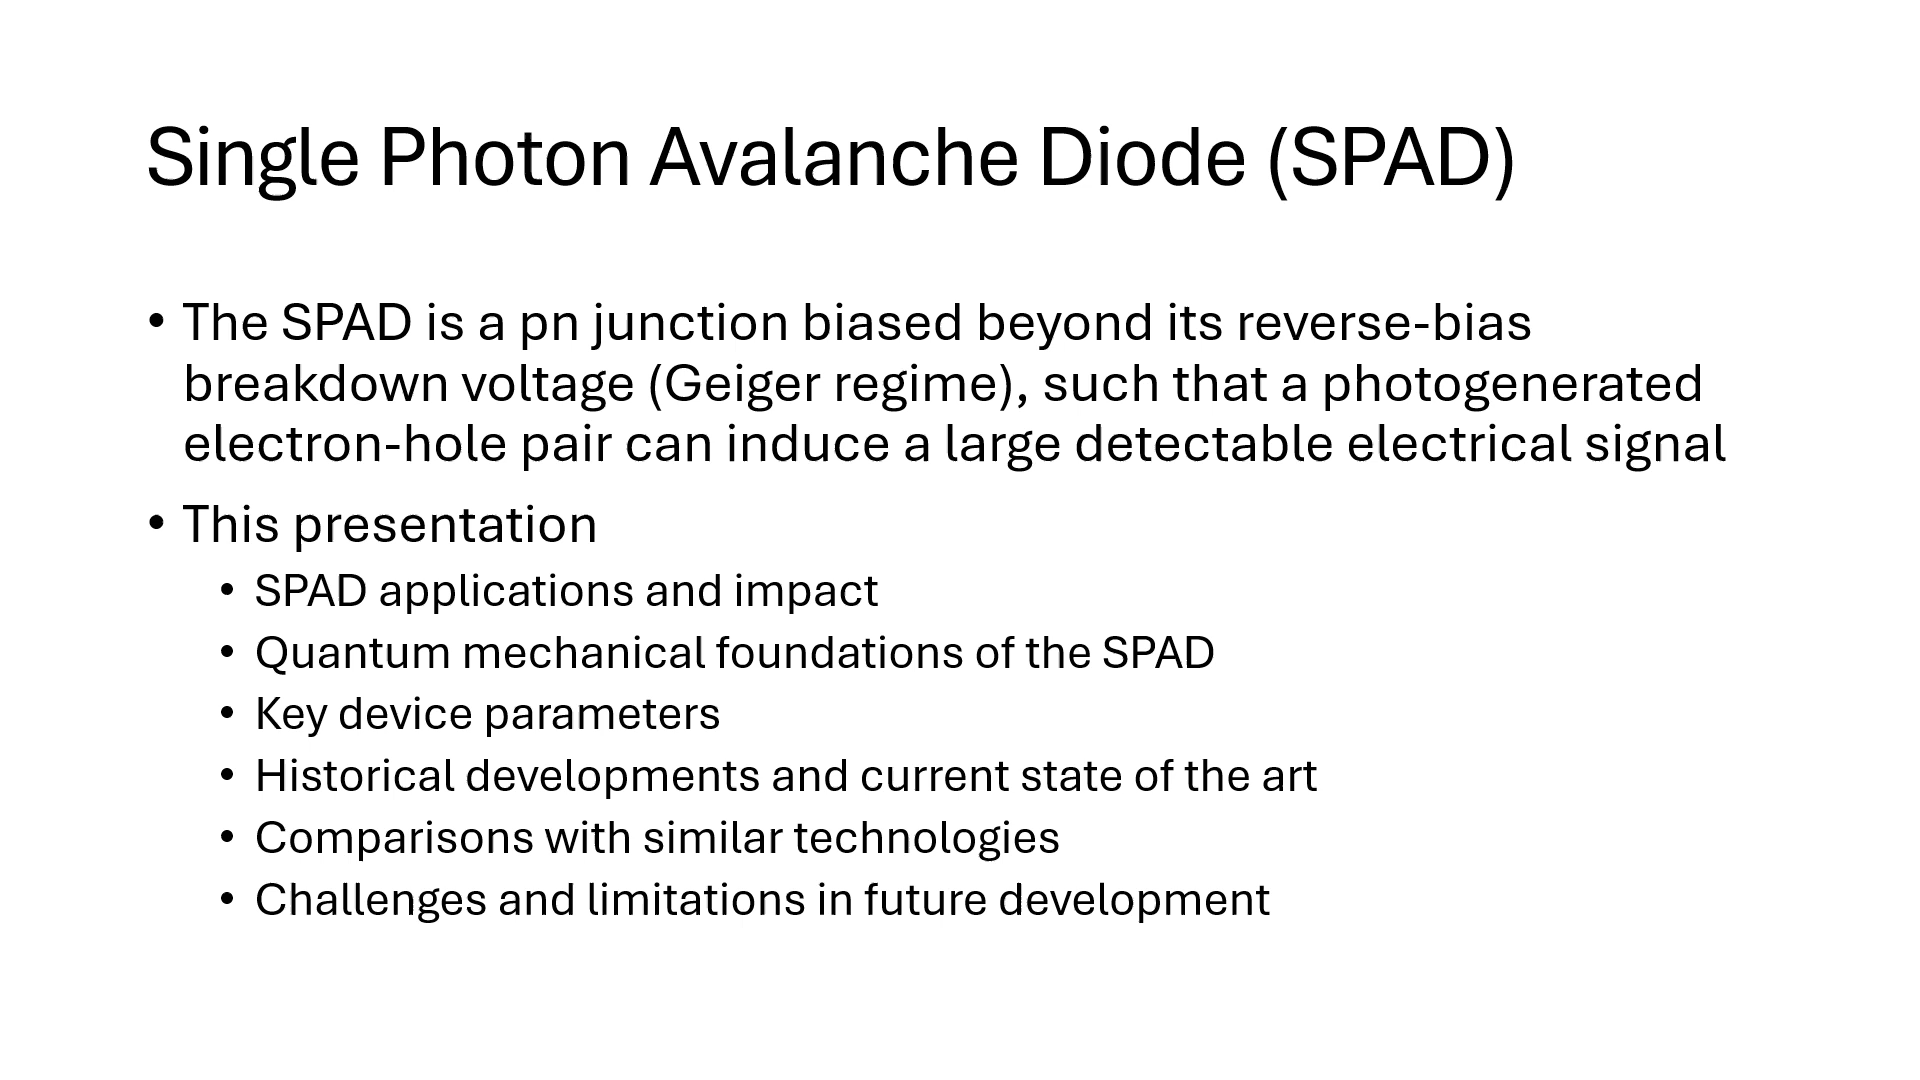 Single Photon Avalanche Diode (SPAD)
• The SPAD is a pn junction biased beyond its reverse-bias
breakdown voltage (Geiger regime), such that a photogenerated
electron-hole pair can induce a large detectable electrical signal
• This presentation
• SPAD applications and impact
• Quantum mechanical foundations of the SPAD
• Key device parameters
• Historical developments and current state of the art
• Comparisons with similar technologies
• Challenges and limitations in future development